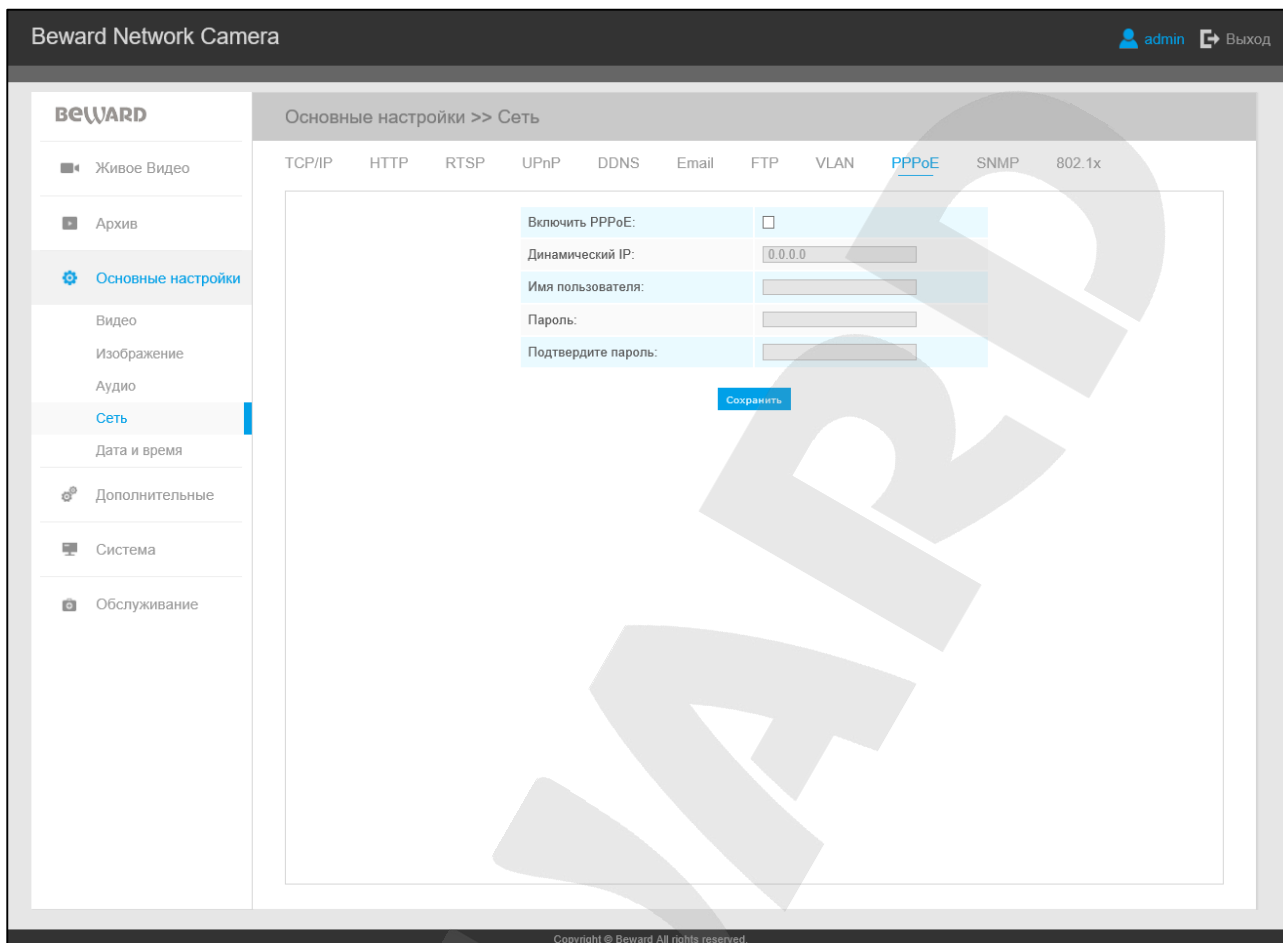 Beward Network Camera
admin Выход
BEWARD
Основные настройки >> Сеть
TCP/IP HTTP RTSP UPnP DDNS Email FTP VLAN PPPoE SNMP 802.1x
Живое Видео
Архив
Основные настройки
Видео
Изображение
Аудио
Сеть
Дата и время
Дополнительные
Система
Обслуживание
Включить PPPoE:
Динамический IP: 0.0.0.0
Имя пользователя:
Пароль:
Подтвердите пароль:
Сохранить
Copyright © Beward All rights reserved.
WARD